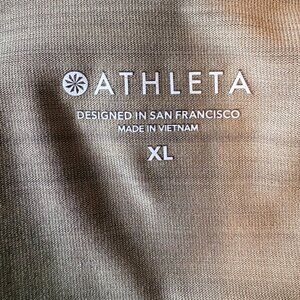 ATHLETA
DESIGNED IN SAN FRANCISCO
MADE IN VIETNAM
XL